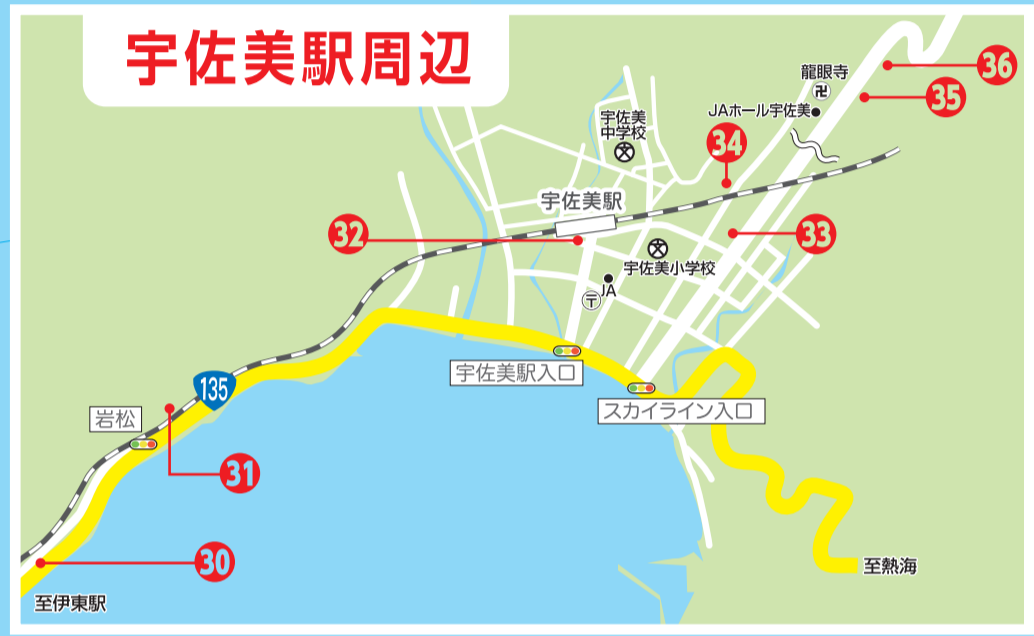 宇佐美駅周辺
36
龍眼寺
卍
35
JAホール宇佐美
宇佐美
中学校
文
34
宇佐美駅
32
33
文
宇佐美小学校
JA
〒
宇佐美駅入口
135
スカイライン入口
岩松
31
30
至熱海
至伊東駅